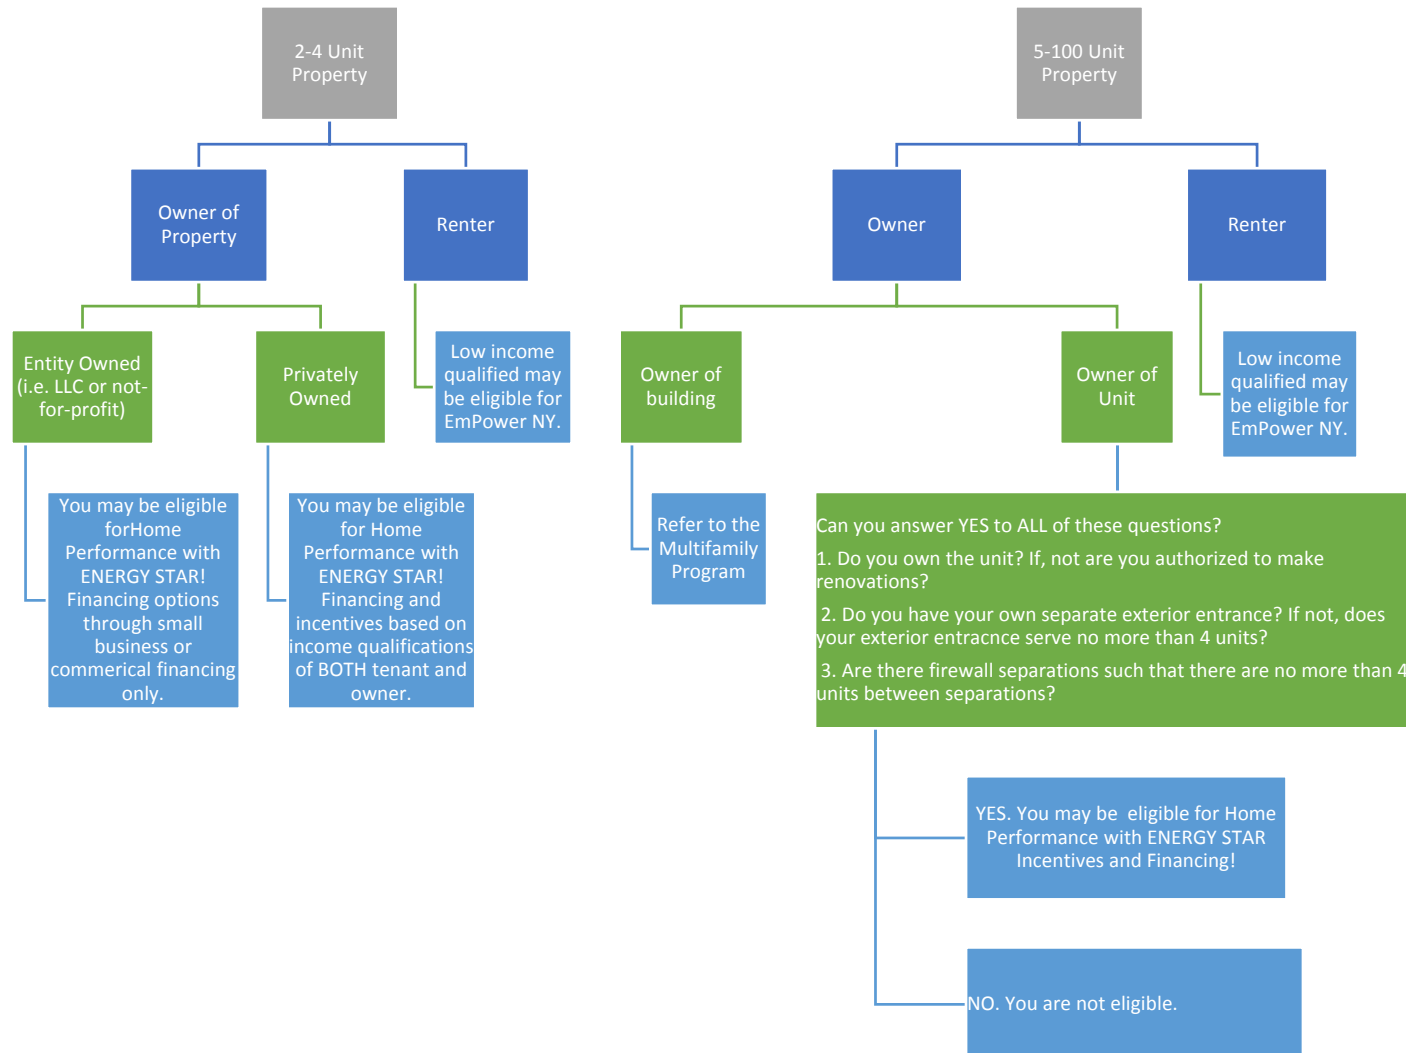 2-4 Unit
Property
Owner of
Property
Renter
Entity Owned
(i.e. LLC or not-
for-profit)
Privately
Owned
Low income
qualified may
be eligible for
EmPower NY.
You may be eligible
forHome
Performance with
ENERGY STAR!
Financing options
through small
business or
commerical financing
only.
You may be eligible
for Home
Performance with
ENERGY STAR!
Financing and
incentives based on
income qualifications
of BOTH tenant and
owner.
5-100 Unit
Property
Owner
Renter
Owner of
building
Owner of
Unit
Low income
qualified may
be eligible for
EmPower NY.
Refer to the
Multifamily
Program
Can you answer YES to ALL of these questions?
1. Do you own the unit? If, not are you authorized to make
renovations?
2. Do you have your own separate exterior entrance? If not, does
your exterior entracnce serve no more than 4 units?
3. Are there firewall separations such that there are no more than 4
units between separations?
YES. You may be  eligible for Home
Performance with ENERGY STAR
Incentives and Financing!
NO. You are not eligible.